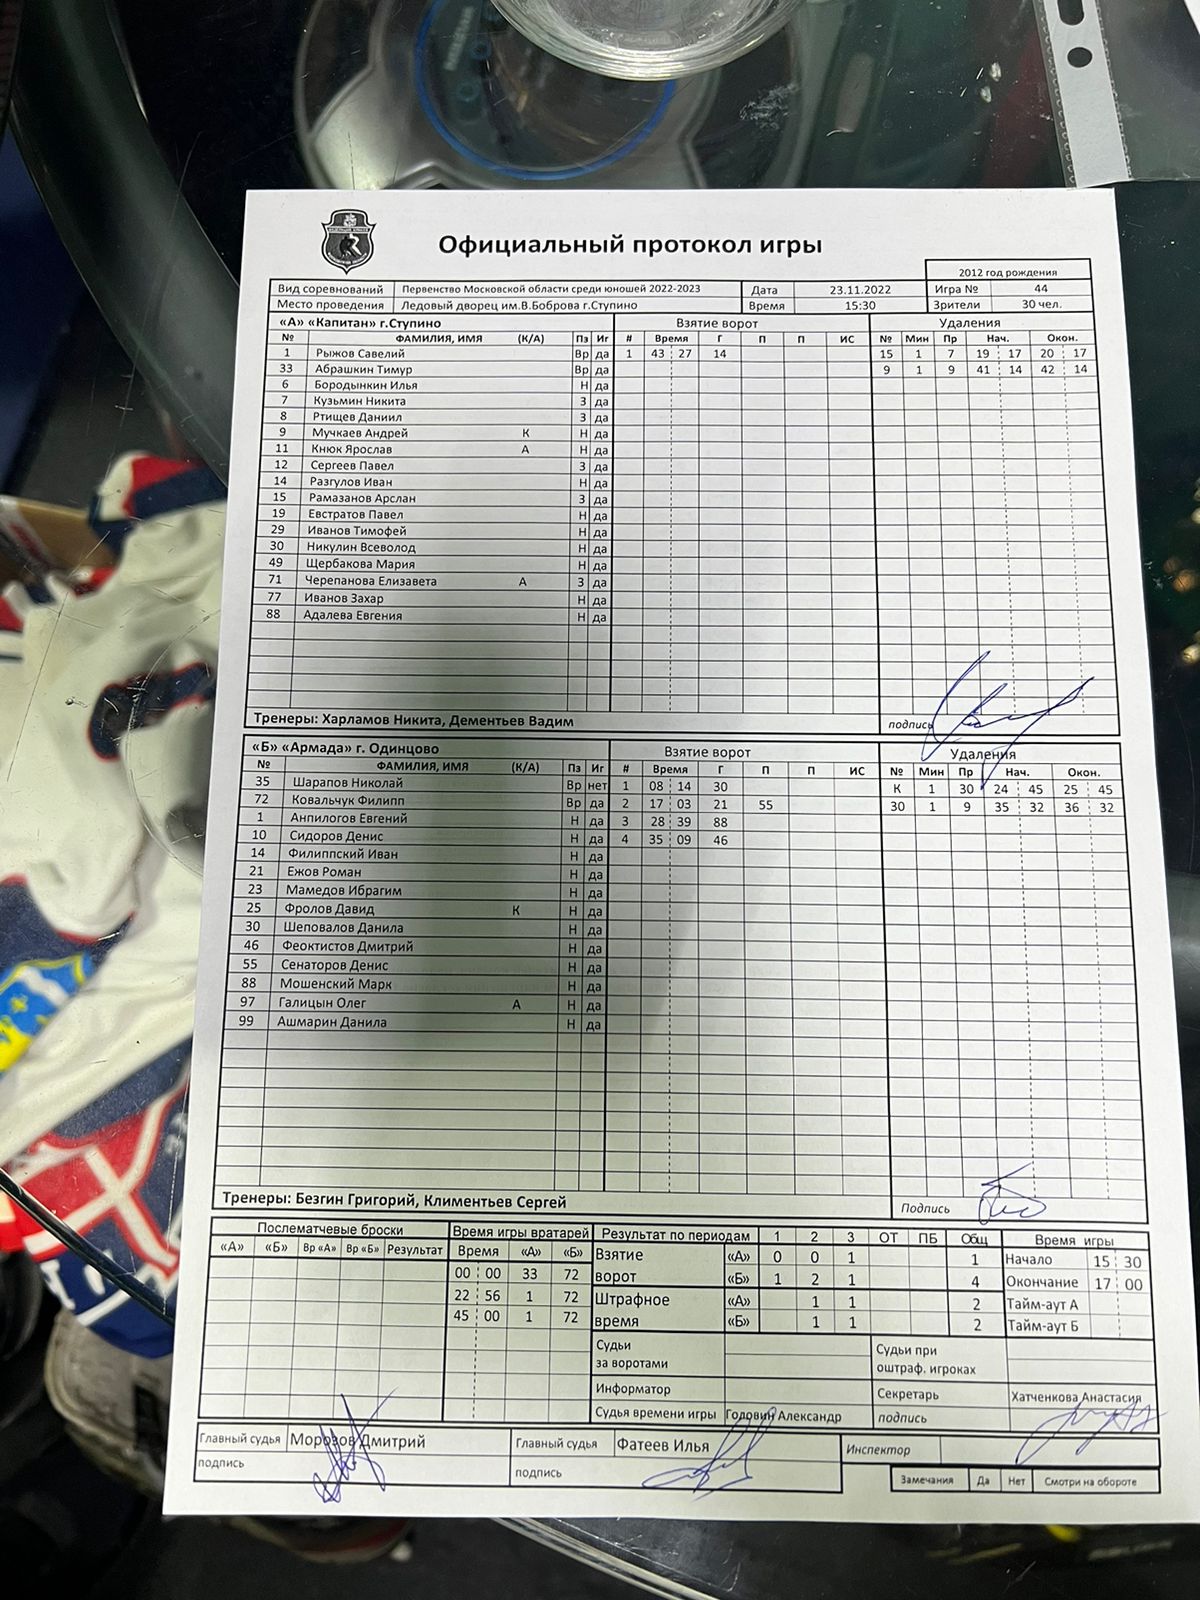 Официальный протокол игры
2012 год рождения
Вид соревнований Первенство Московской области среди юношей 2022-2023 Дата 23.11.2022 Игра № 44
Место проведения Ледовый дворец им.В.Боброва г.Ступино Время 15:30 Зрители 30 чел.
«А» «Капитан» г.Ступино Взятие ворот Удаления
№ ФАМИЛИЯ, ИМЯ (К/А) Пз Иг # Время Г П П ИС № Мин Пр Нач. Окон.
1 Рыжов Савелий Вр да 1 43 27 14 15 1 7 19 17 20 17
33 Абрашкин Тимур Вр да 9 1 9 41 14 42 14
6 Бородынкин Илья Н да
7 Кузьмин Никита З да
8 Ртищев Даниил З да
9 Мучкаев Андрей К Н да
11 Кнюк Ярослав А Н да
12 Сергеев Павел З да
14 Разгулов Иван Н да
15 Рамазанов Арслан З да
19 Евстратов Павел Н да
29 Иванов Тимофей Н да
30 Никулин Всеволод Н да
49 Щербакова Мария Н да
71 Черепанова Елизавета А З да
77 Иванов Захар Н да
88 Адалева Евгения Н да
Тренеры: Харламов Никита, Дементьев Вадим подпись
«Б» «Армада» г. Одинцово Взятие ворот Удаления
№ ФАМИЛИЯ, ИМЯ (К/А) Пз Иг # Время Г П П ИС № Мин Пр Нач. Окон.
35 Шарапов Николай Вр нет 1 08 14 30 К 1 30 24 45 25 45
72 Ковальчук Филипп Вр да 2 17 03 21 55 30 1 9 35 32 36 32
1 Анпилогов Евгений Н да 3 28 39 88
10 Сидоров Денис Н да 4 35 09 46
14 Филиппский Иван Н да
21 Ежов Роман Н да
23 Мамедов Ибрагим Н да
25 Фролов Давид К Н да
30 Шеповалов Данила Н да
46 Феоктистов Дмитрий Н да
55 Сенаторов Денис Н да
88 Мошенский Марк Н да
97 Галицын Олег А Н да
99 Ашмарин Данила Н да
Тренеры: Безгин Григорий, Климентьев Сергей Подпись
Послематчевые броски Время игры вратарей Результат по периодам 1 2 3 ОТ ПБ Общ Время игры
«А» «Б» Вр «А» Вр «Б» Результат Время «А» «Б» Взятие «А» 0 0 1 1 Начало 15 30
00 00 33 72 ворот «Б» 1 2 1 4 Окончание 17 00
22 56 1 72 Штрафное «А» 1 1 2 Тайм-аут А
45 00 1 72 время «Б» 1 1 2 Тайм-аут Б
Судьи за воротами Судьи при оштраф. игроках
Информатор Секретарь Хатченкова Анастасия
Судья времени игры Головин Александр подпись
Главный судья Морозов Дмитрий Главный судья Фатеев Илья Инспектор
подпись подпись Замечания Да Нет Смотри на обороте